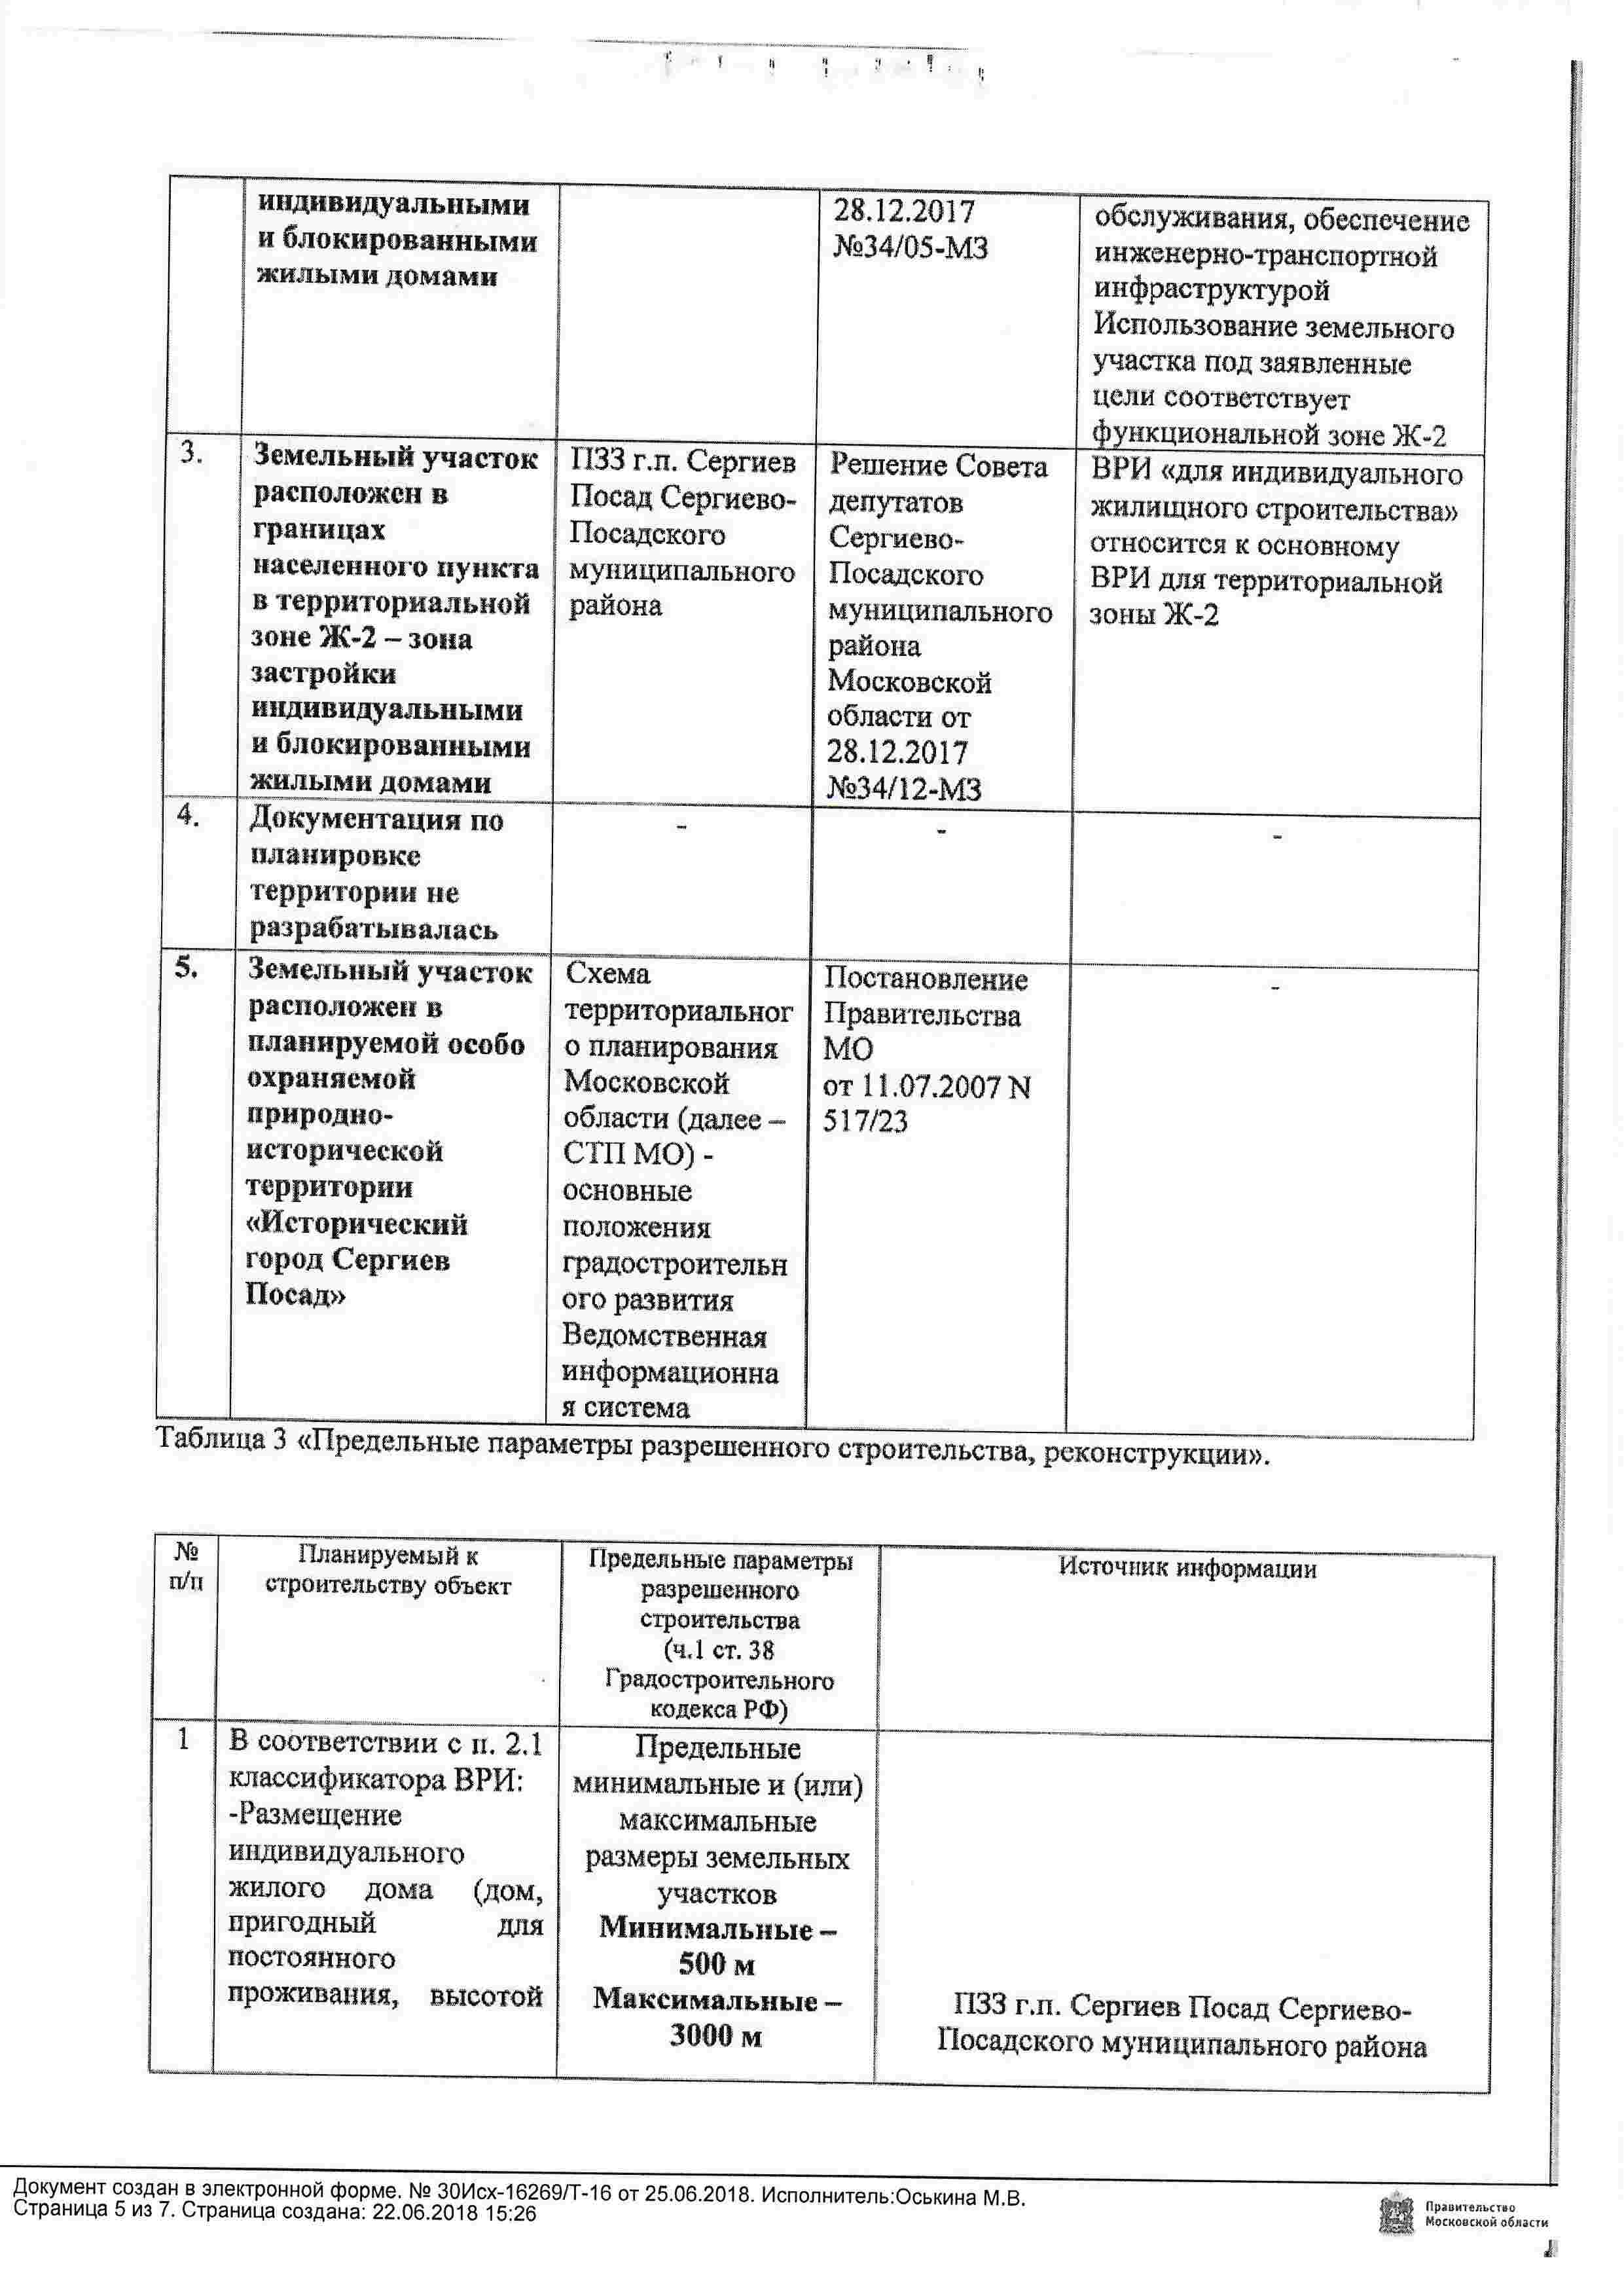 индивидуальными
и блокированными
жилыми домами
28.12.2017
№34/05-МЗ
обслуживания, обеспечение
инженерно-транспортной
инфраструктурой
Использование земельного
участка под заявленные
цели соответствует
функциональной зоне Ж-2
3.
Земельный участок
расположен в
границах
населенного пункта
в территориальной
зоне Ж-2 – зона
застройки
индивидуальными
и блокированными
жилыми домами
ПЗЗ г.п. Сергиев
Посад Сергиево-
Посадского
муниципального
района
Решение Совета
депутатов
Сергиево-
Посадского
муниципального
района
Московской
области от
28.12.2017
№34/12-МЗ
ВРИ «для индивидуального
жилищного строительства»
относится к основному
ВРИ для территориальной
зоны Ж-2
4.
Документация по
планировке
территории не
разрабатывалась
-
-
-
5.
Земельный участок
расположен в
планируемой особо
охраняемой
природно-
исторической
территории
«Исторический
город Сергиев
Посад»
Схема
территориальног
о планирования
Московской
области (далее –
СТП МО) -
основные
положения
градостроительн
ого развития
Ведомственная
информационна
я система
Постановление
Правительства
МО
от 11.07.2007 N
517/23
-
Таблица 3 «Предельные параметры разрешенного строительства, реконструкции».
№
п/п
Планируемый к
строительству объект
Предельные параметры
разрешенного
строительства
(ч.1 ст. 38
Градостроительного
кодекса РФ)
Источник информации
1
В соответствии с п. 2.1
классификатора ВРИ:
-Размещение
индивидуального
жилого дома (дом,
пригодный для
постоянного
проживания, высотой
Предельные
минимальные и (или)
максимальные
размеры земельных
участков
Минимальные –
500 м
Максимальные –
3000 м
ПЗЗ г.п. Сергиев Посад Сергиево-
Посадского муниципального района
Документ создан в электронной форме. № 30Исх-16269/Т-16 от 25.06.2018. Исполнитель:Оськина М.В.
Страница 5 из 7. Страница создана: 22.06.2018 15:26
Правительство
Московской области